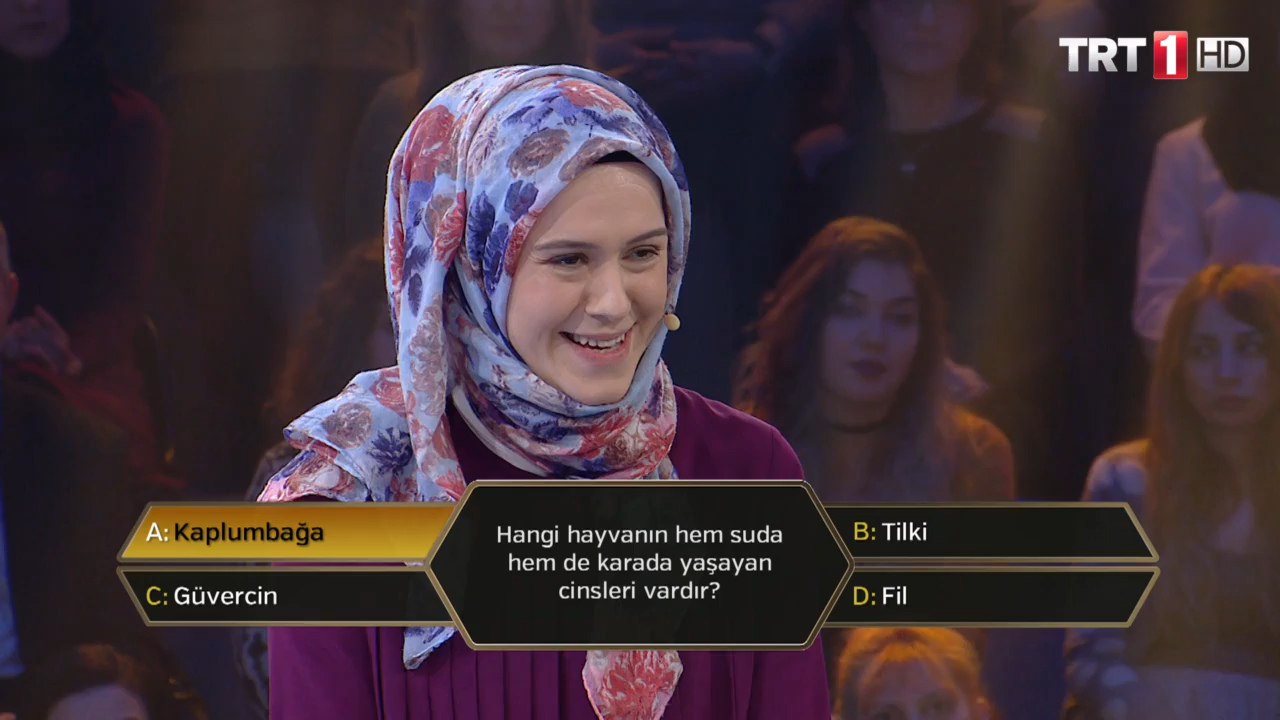 TRT 1 HD
Hangi hayvanın hem suda
hem de karada yaşayan
cinsleri vardır?
A: Kaplumbağa
B: Tilki
C: Güvercin
D: Fil